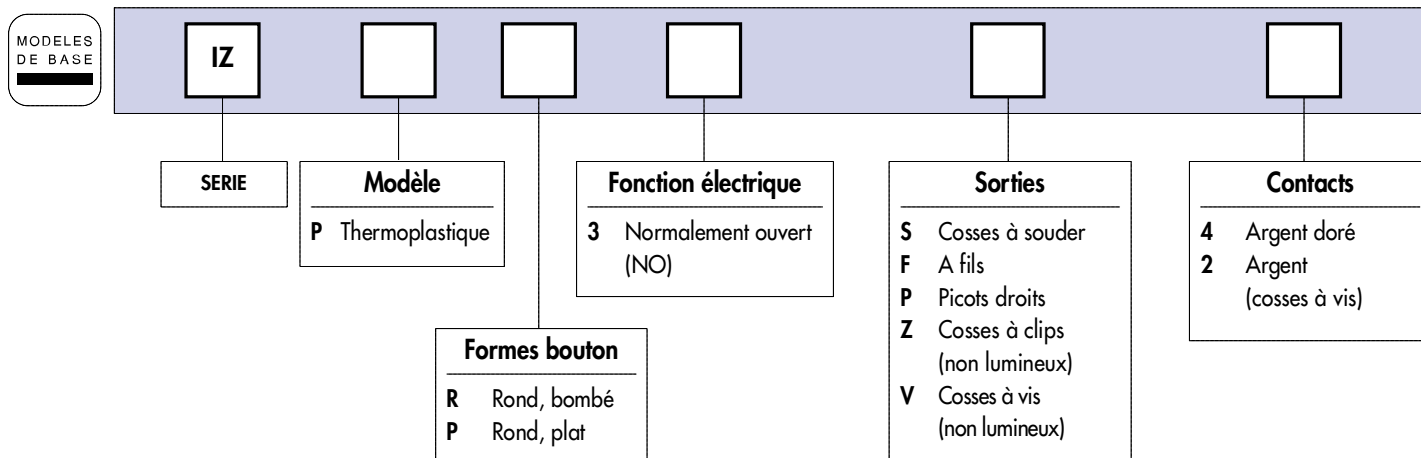 MODELES
DE BASE
IZ
SERIE
Modèle
P Thermoplastique
Formes bouton
R Rond, bombé
P Rond, plat
Fonction électrique
3 Normalement ouvert
(NO)
Sorties
S Cosses à souder
F A fils
P Picots droits
Z Cosses à clips
(non lumineux)
V Cosses à vis
(non lumineux)
Contacts
4 Argent doré
2 Argent
(cosses à vis)